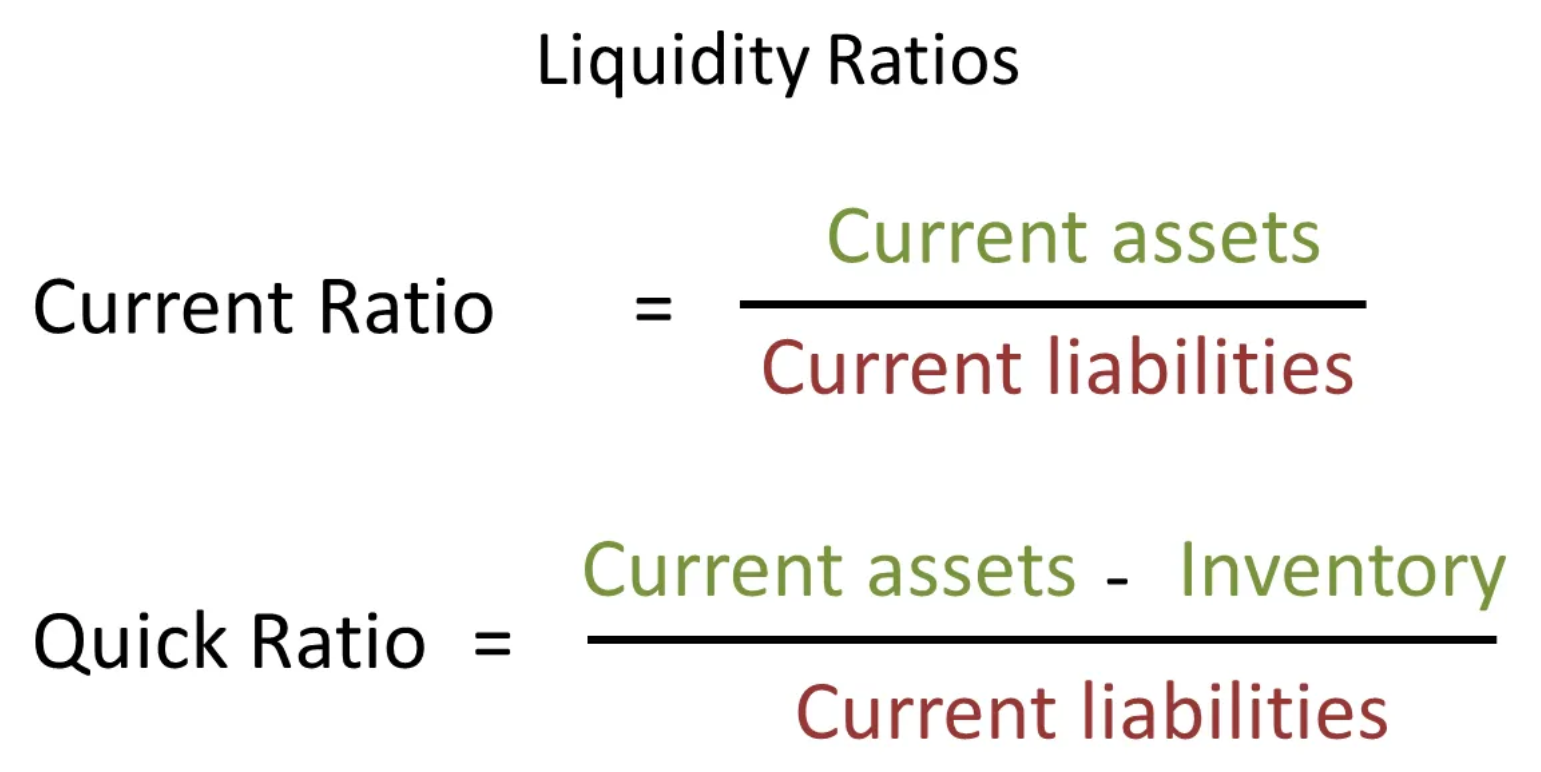 Liquidity Ratios
Current Ratio = Current assets
Current liabilities
Quick Ratio = Current assets - Inventory
Current liabilities